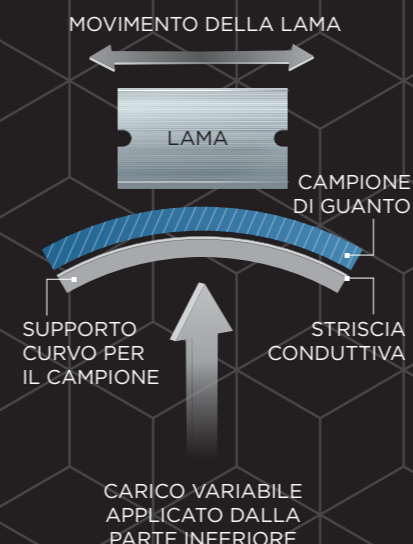 MOVIMENTO DELLA LAMA
LAMA
CAMPIONE
DI GUANTO
SUPPORTO
CURVO PER
IL CAMPIONE
STRISCIA
CONDUTTIVA
CARICO VARIABILE
APPLICATO DALLA
PARTE INFERIORE